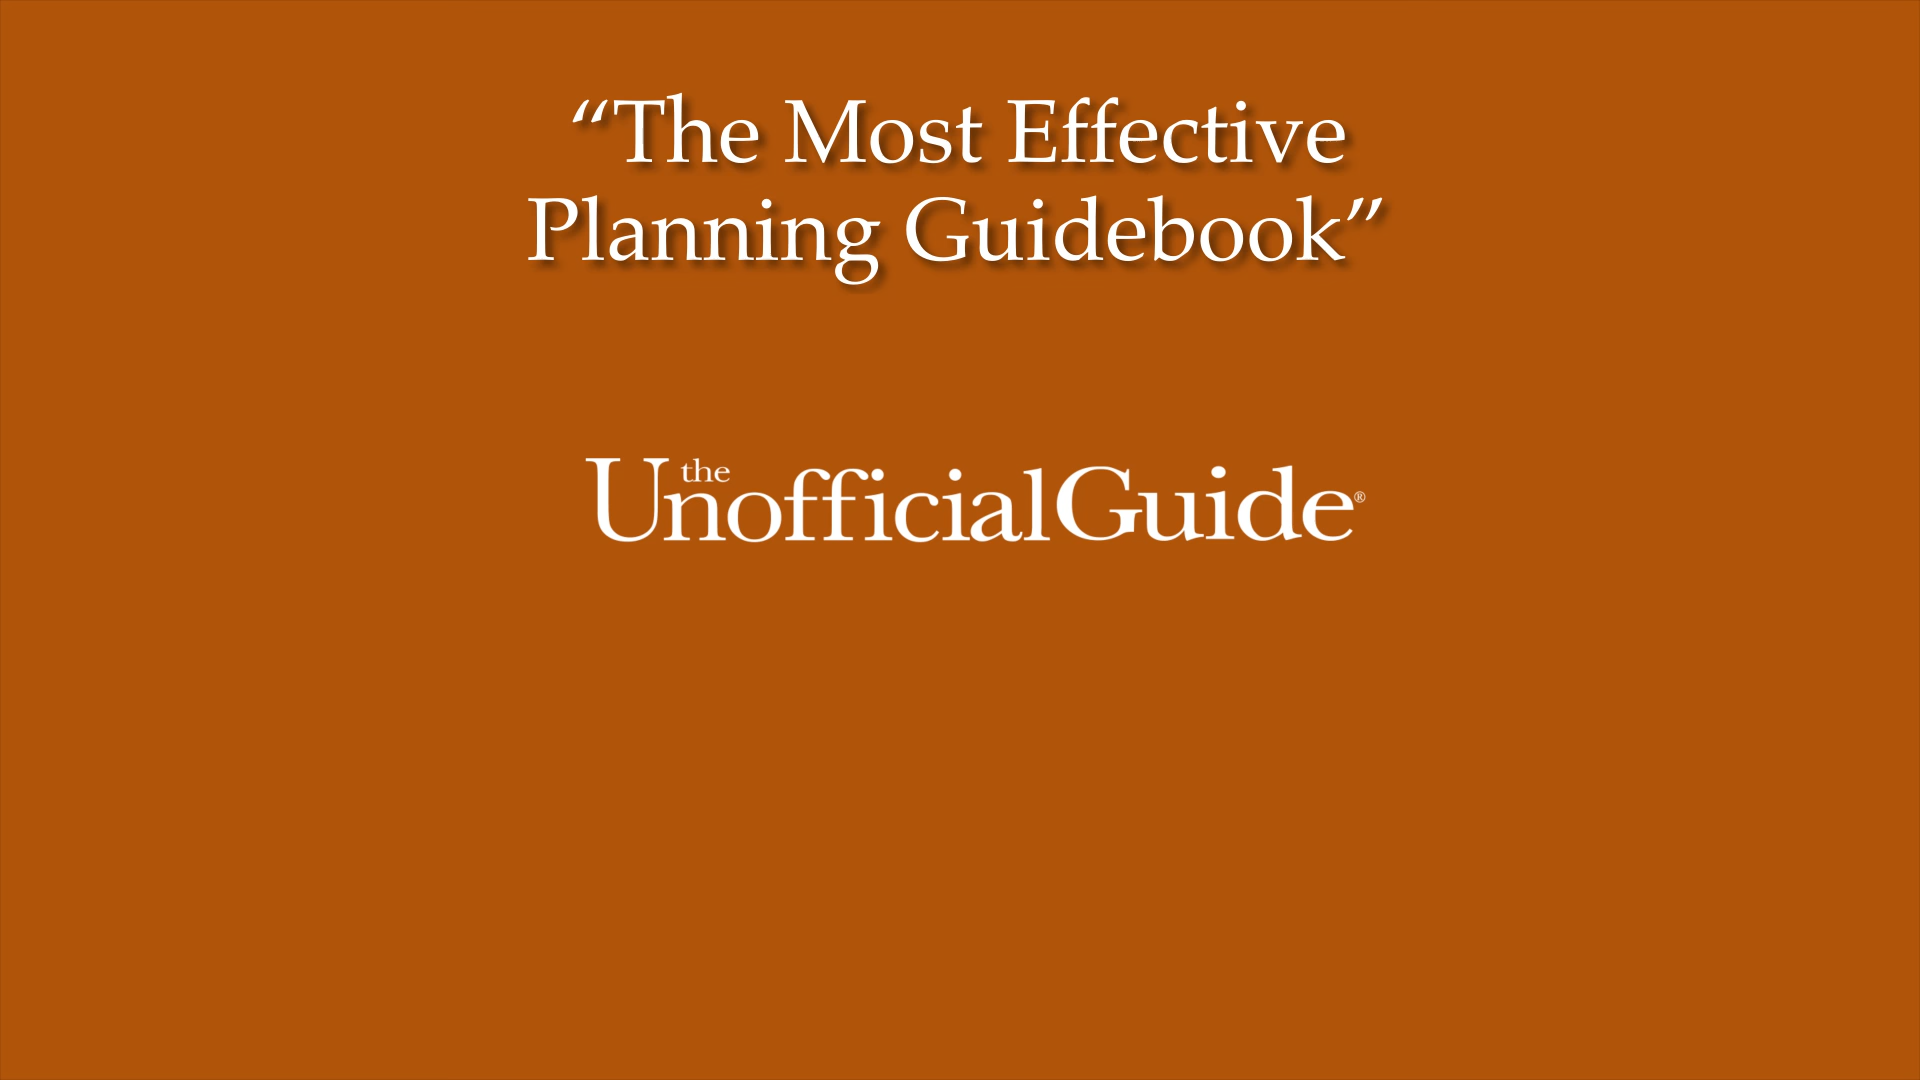 “The Most Effective
Planning Guidebook”
the
UnofficialGuide®